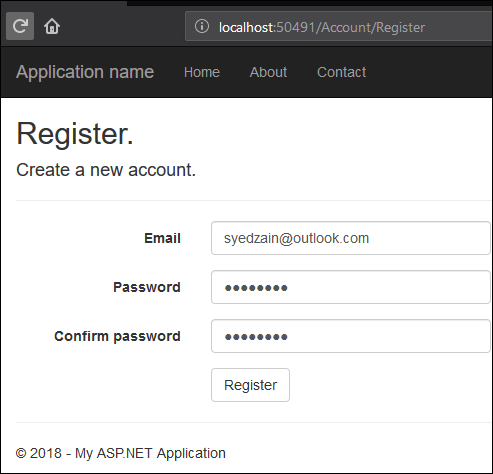 localhost:50491/Account/Register
Application name Home About Contact
Register.
Create a new account.
Email syedzain@outlook.com
Password ●●●●●●●●
Confirm password ●●●●●●●●
Register
© 2018 - My ASP.NET Application